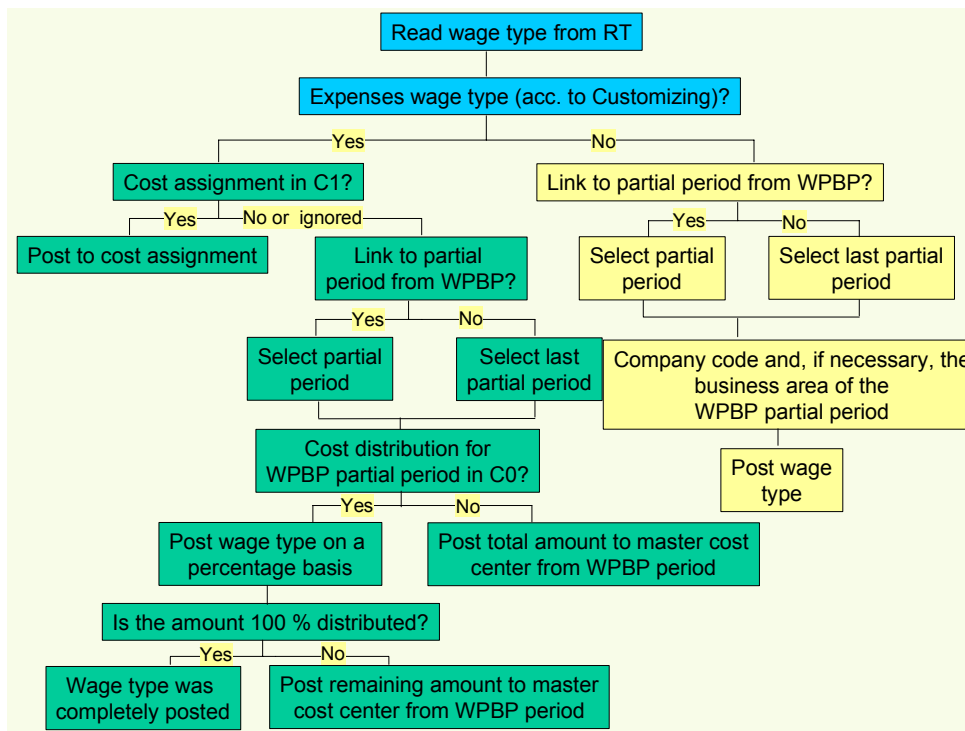 Read wage type from RT
Expenses wage type (acc. to Customizing)?
Yes
No
Cost assignment in C1?
Link to partial period from WPBP?
Yes
No or ignored
Yes
No
Post to cost assignment
Link to partial
period from WPBP?
Select partial
period
Select last partial
period
Yes
No
Select partial
period
Select last
partial period
Company code and, if necessary, the
business area of the
WPBP partial period
Cost distribution for
WPBP partial period in C0?
Post wage
type
Yes
No
Post wage type on a
percentage basis
Post total amount to master cost
center from WPBP period
Is the amount 100 % distributed?
Yes
No
Wage type was
completely posted
Post remaining amount to master
cost center from WPBP period